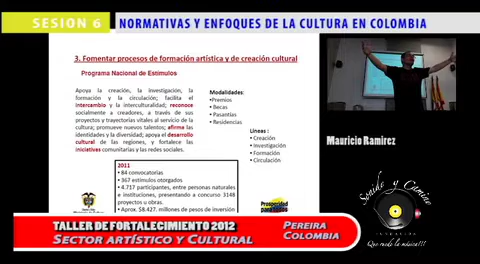 SESION 6
NORMATIVAS Y ENFOQUES DE LA CULTURA EN COLOMBIA
3. Fomentar procesos de formación artística y de creación cultural
Programa Nacional de Estímulos
Apoya la creación, la investigación, la
formación y la circulación; facilita el
intercambio y la interculturalidad; reconoce
socialmente a creadores, a través de sus
proyectos y trayectorias vitales al servicio de la
cultura; promueve nuevos talentos; afirma las
identidades y la diversidad; apoya el desarrollo
cultural de las regiones, y fortalece las
iniciativas comunitarias y las redes sociales.
Modalidades:
•Premios
•Becas
•Pasantías
•Residencias
Líneas:
•Creación
•Investigación
•Formación
•Circulación
2011
• 84 convocatorias
• 367 estímulos otorgados
• 4.717 participantes, entre personas naturales
e instituciones, presentando a concurso 3148
proyectos u obras.
• Aprox. $8.427. millones de pesos de inversión
Prosperidad
para todos
Mauricio Ramirez
Sonido y Camino
Que ruede la música!!!
TALLER DE FORTALECIMIENTO 2012
SECTOR ARTÍSTICO Y CULTURAL
PEREIRA
COLOMBIA